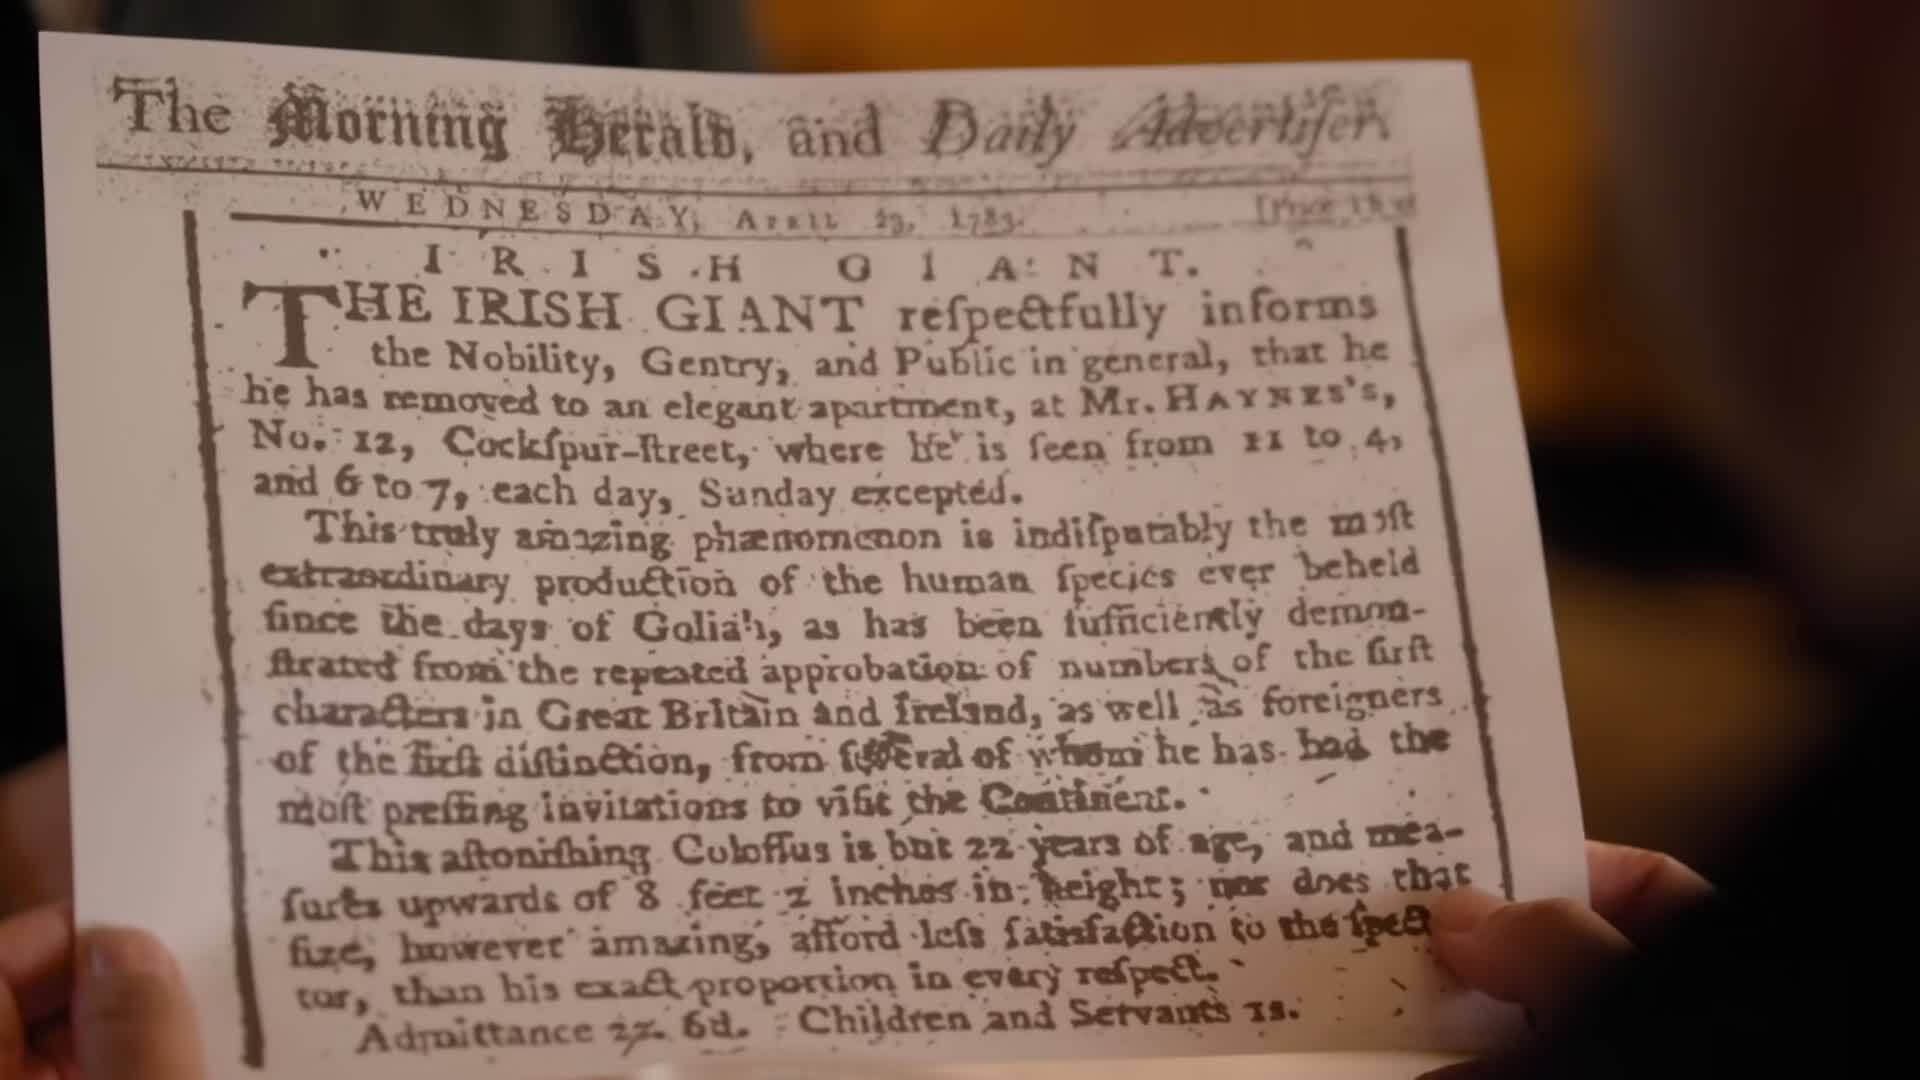 The Morning Herald, and Daily Advertiser.
WEDNESDAY, APRIL 23, 1783.
IRISH GIANT.
THE IRISH GIANT reſpectfully informs
the Nobility, Gentry, and Public in general, that he
he has removed to an elegant apartment, at Mr. HAYNES's,
No. 12, Cockſpur-ſtreet, where he is ſeen from 11 to 4,
and 6 to 7, each day, Sunday excepted.
This truly amazing phænomenon is indiſputably the moſt
extraordinary production of the human ſpecies ever beheld
ſince the days of Goliah, as has been ſufficiently demon-
ſtrated from the repeated approbation of numbers of the firſt
characters in Great Britain and Ireland, as well as foreigners
of the firſt diſtinction, from ſeveral of whom he has had the
moſt preſſing invitations to viſit the Continent.
This aſtoniſhing Coloſſus is but 22 years of age, and mea-
ſures upwards of 8 feet 2 inches in height; nor does that
ſize, however amazing, afford leſs ſatisfaction to the ſpect
tor, than his exact proportion in every reſpect.
Admittance 2s. 6d. Children and Servants 1s.